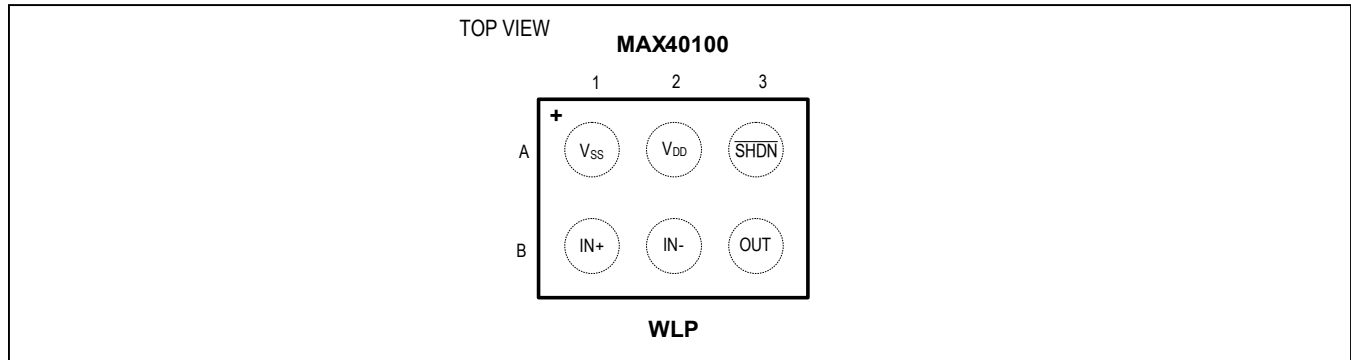 TOP VIEW
MAX40100
1 2 3
+
A VSS VDD SHDN
B IN+ IN- OUT
WLP